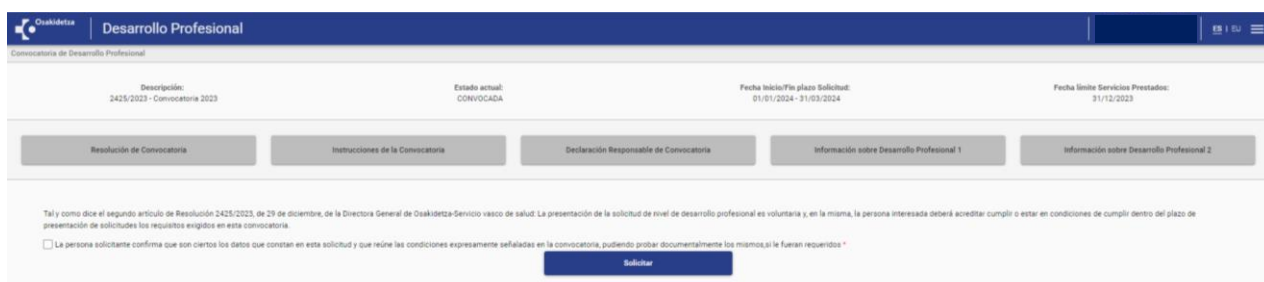 Osakidetza
Desarrollo Profesional
ES | EU
Convocatoria de Desarrollo Profesional
Descripción:
2425/2023 - Convocatoria 2023
Estado actual:
CONVOCADA
Fecha Inicio/Fin plazo Solicitud:
01/01/2024 - 31/03/2024
Fecha límite Servicios Prestados:
31/12/2023
Resolución de Convocatoria
Instrucciones de la Convocatoria
Declaración Responsable de Convocatoria
Información sobre Desarrollo Profesional 1
Información sobre Desarrollo Profesional 2
Tal y como dice el segundo artículo de Resolución 2425/2023, de 29 de diciembre, de la Directora General de Osakidetza-Servicio vasco de salud: La presentación de la solicitud de nivel de desarrollo profesional es voluntaria y, en la misma, la persona interesada deberá acreditar cumplir o estar en condiciones de cumplir dentro del plazo de
presentación de solicitudes los requisitos exigidos en esta convocatoria.
La persona solicitante confirma que son ciertos los datos que constan en esta solicitud y que reúne las condiciones expresamente señaladas en la convocatoria, pudiendo probar documentalmente los mismos,si le fueran requeridos *
Solicitar